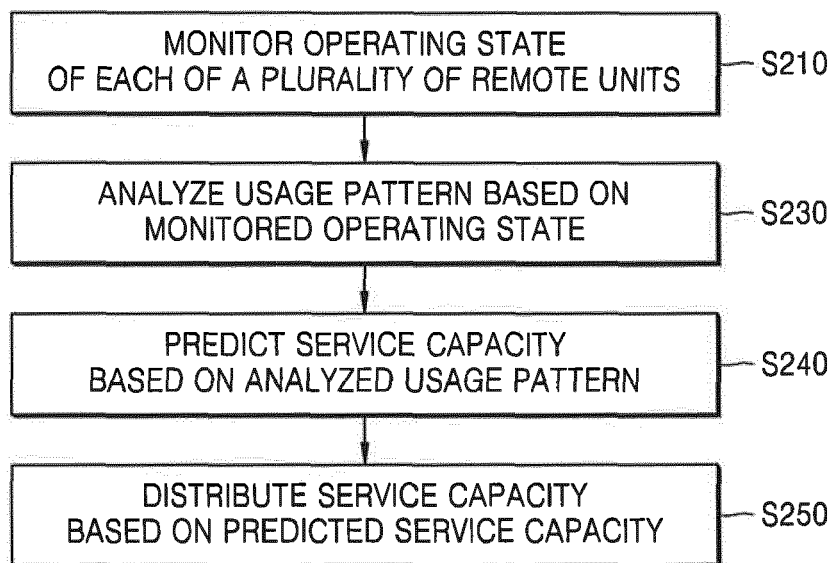 MONITOR OPERATING STATE
OF EACH OF A PLURALITY OF REMOTE UNITS
S210
ANALYZE USAGE PATTERN BASED ON
MONITORED OPERATING STATE
S230
PREDICT SERVICE CAPACITY
BASED ON ANALYZED USAGE PATTERN
S240
DISTRIBUTE SERVICE CAPACITY
BASED ON PREDICTED SERVICE CAPACITY
S250